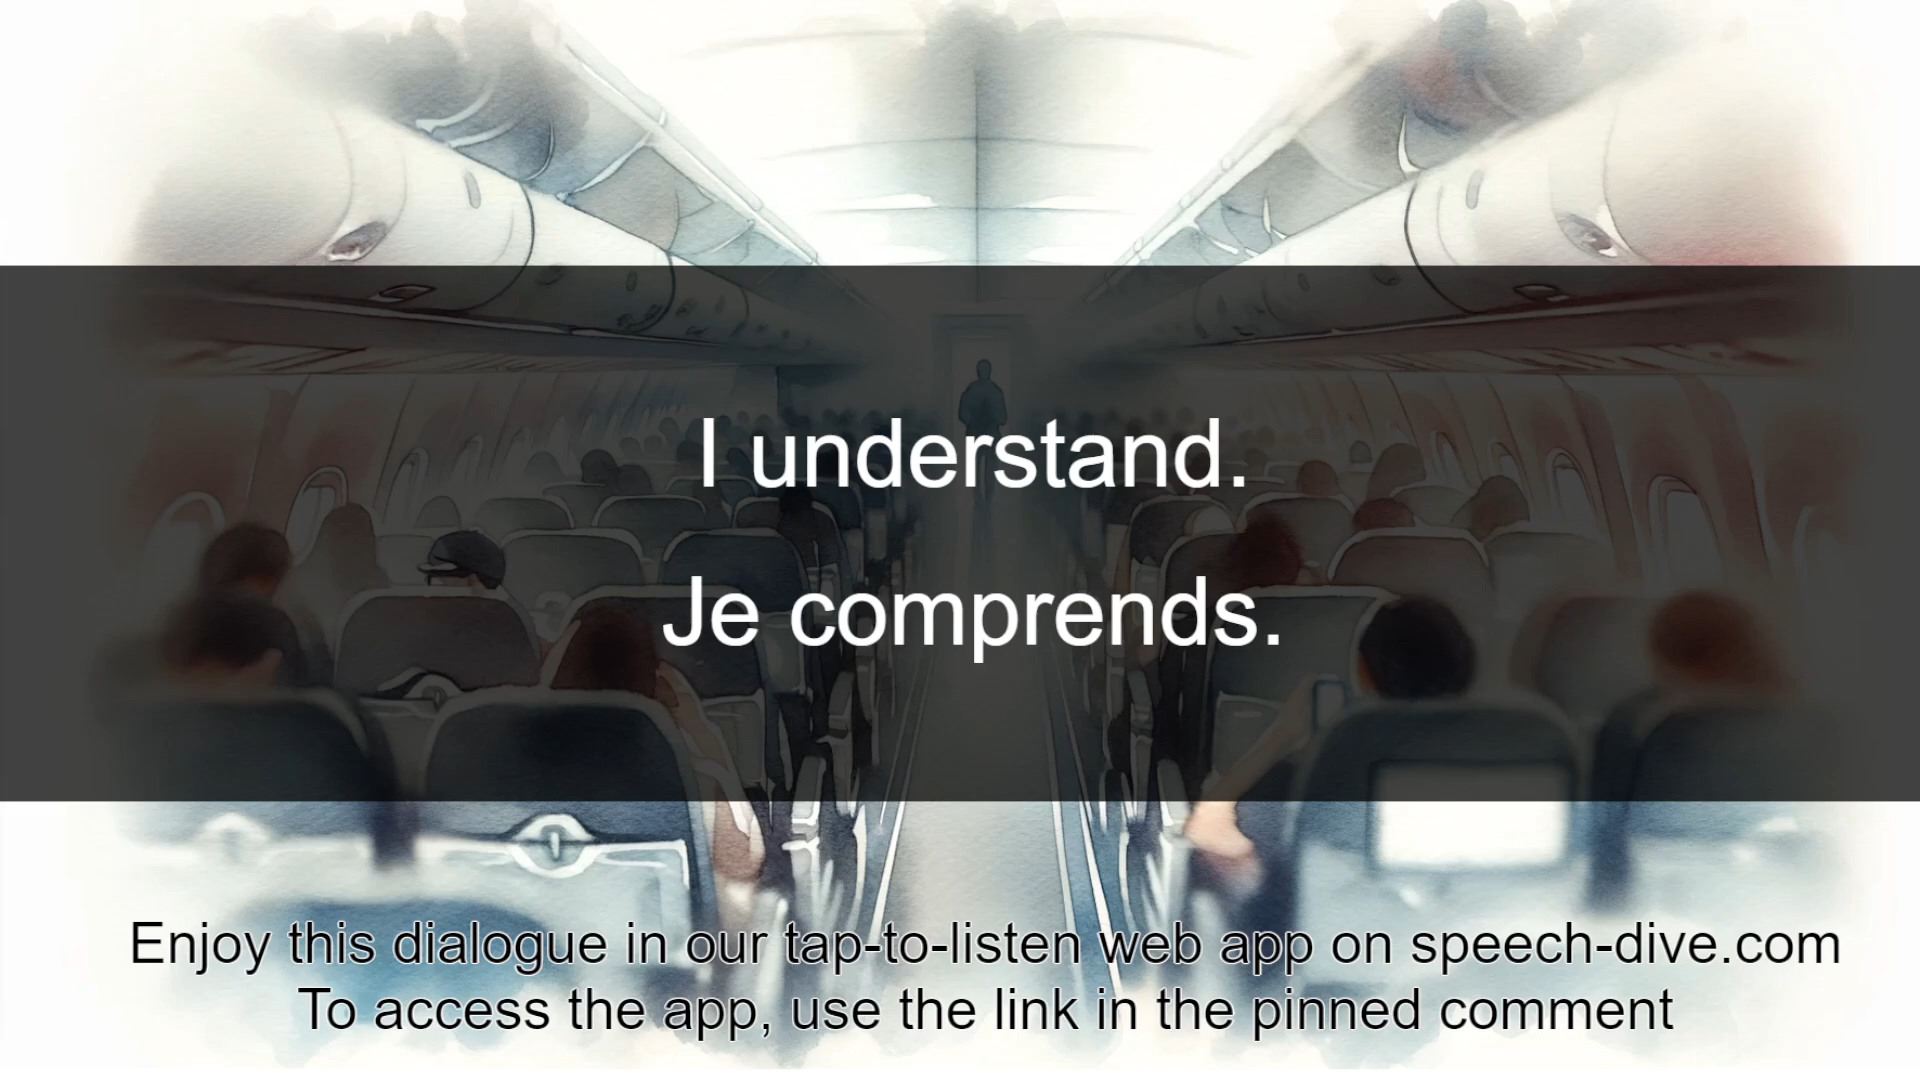 I understand.
Je comprends.
Enjoy this dialogue in our tap-to-listen web app on speech-dive.com
To access the app, use the link in the pinned comment